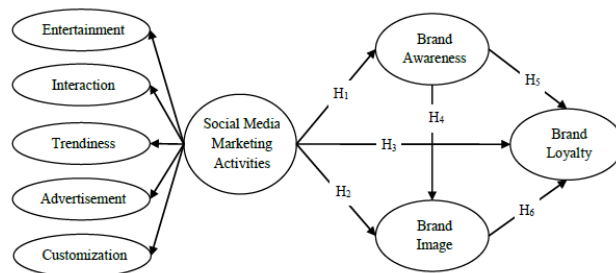 Entertainment
Interaction
Trendiness
Advertisement
Customization
Social Media
Marketing
Activities
H1
H3
H2
Brand
Awareness
H4
Brand
Image
H5
H6
Brand
Loyalty